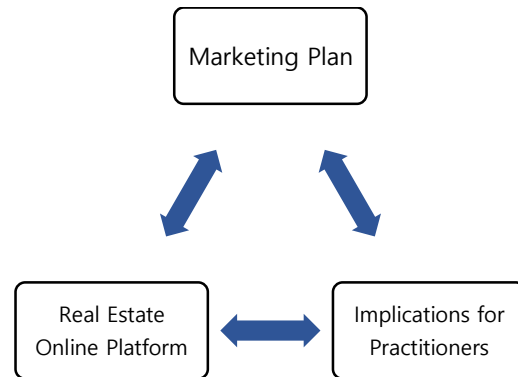 Marketing Plan
Real Estate
Online Platform
Implications for
Practitioners